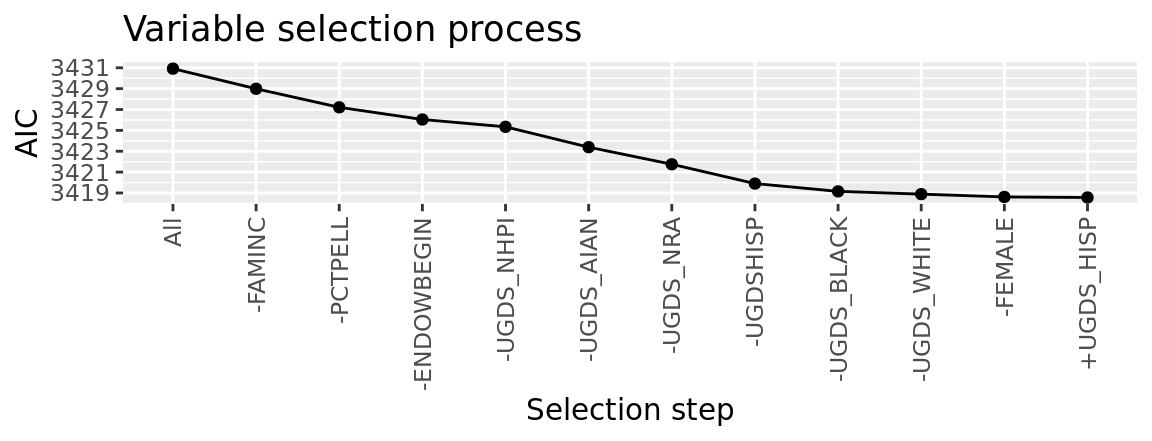 Variable selection process
AIC
3431
3429
3427
3425
3423
3421
3419
All
-FAMINC
-PCTPELL
-ENDOWBEGIN
-UGDS_NHPI
-UGDS_AIAN
-UGDS_NRA
-UGDSHISP
-UGDS_BLACK
-UGDS_WHITE
-FEMALE
+UGDS_HISP
Selection step